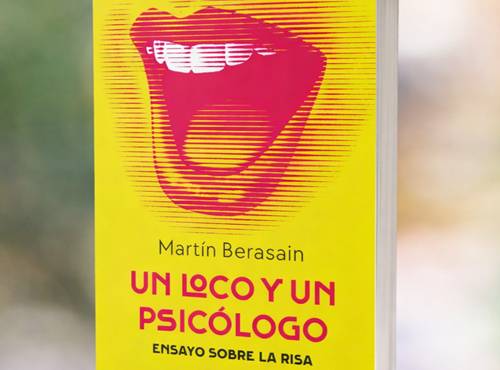 Martín Berasain
UN LOCO Y UN
PSICÓLOGO
ENSAYO SOBRE LA RISA